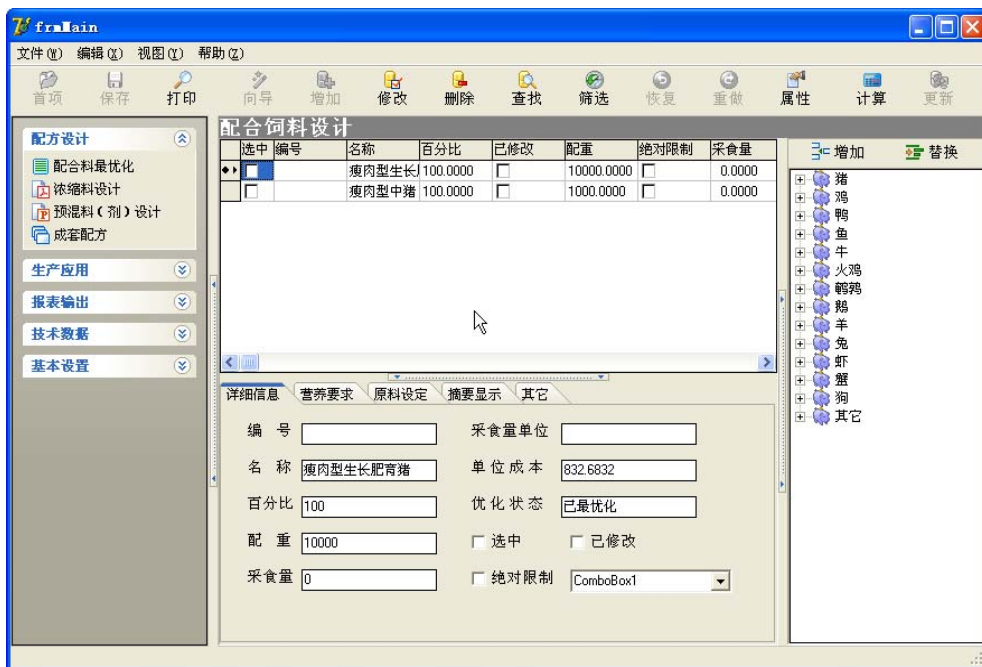 frmMain
文件(W) 编辑(X) 视图(Y) 帮助(Z)
首项 保存 打印 向导 增加 修改 删除 查找 筛选 恢复 重做 属性 计算 更新
配方设计
配合料最优化
浓缩料设计
预混料(剂)设计
成套配方
生产应用
报表输出
技术数据
基本设置
配合饲料设计
选中 编号 名称 百分比 已修改 配重 绝对限制 采食量
瘦肉型生长 100.0000 10000.0000 0.0000
瘦肉型中猪 100.0000 1000.0000 0.0000
详细信息 营养要求 原料设定 摘要显示 其它
编 号 采食量单位
名 称 瘦肉型生长肥育猪 单位成本 832.6832
百分比 100 优化状态 已最优化
配 重 10000 选中 已修改
采食量 0 绝对限制 ComboBox1
增加 替换
猪
鸡
鸭
鱼
牛
火鸡
鹌鹑
鹅
羊
兔
虾
蟹
狗
其它